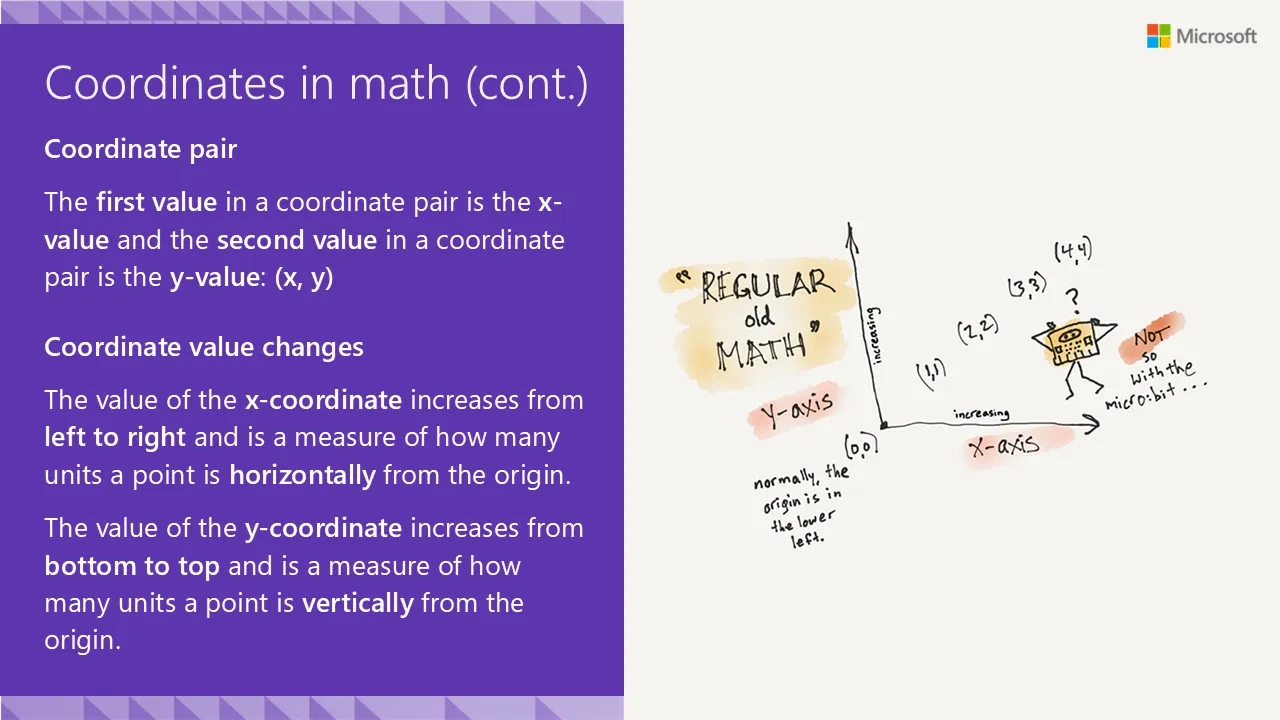 Coordinates in math (cont.)
Coordinate pair
The first value in a coordinate pair is the x-
value and the second value in a coordinate
pair is the y-value: (x, y)
Coordinate value changes
The value of the x-coordinate increases from
left to right and is a measure of how many
units a point is horizontally from the origin.
The value of the y-coordinate increases from
bottom to top and is a measure of how
many units a point is vertically from the
origin.
Microsoft
"REGULAR
old
MATH"
Y-axis
increasing
(0,0)
normally, the
origin is in
the lower
left.
(1,1)
(2,2)
(3,3)
(4,4)
?
increasing
X-axis
NOT
so
with the
micro:bit...